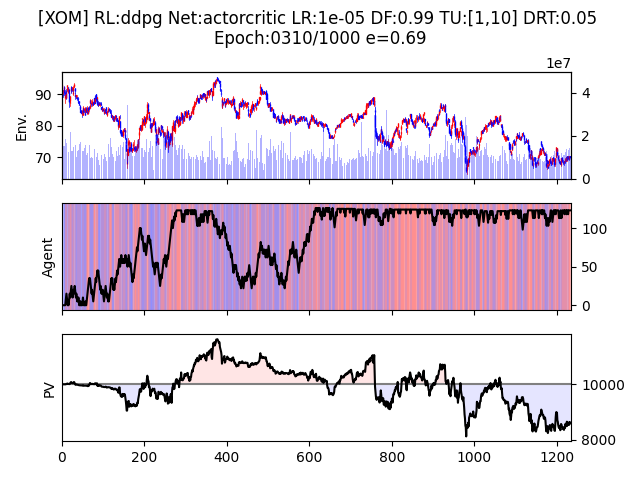 [XOM] RL:ddpg Net:actorcritic LR:1e-05 DF:0.99 TU:[1,10] DRT:0.05
Epoch:0310/1000 e=0.69
1e7
Env.
90
80
70
4
2
0
Agent
100
50
0
PV
10000
8000
0 200 400 600 800 1000 1200